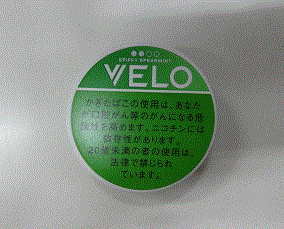 CRISPY SPEARMINT
VELO
かぎたばこの使用は、あなた
が口腔がん等のがんになる危
険性を高めます。ニコチンには
依存性があります。
20歳未満の者の使用は、
法律で禁じられ
ています。